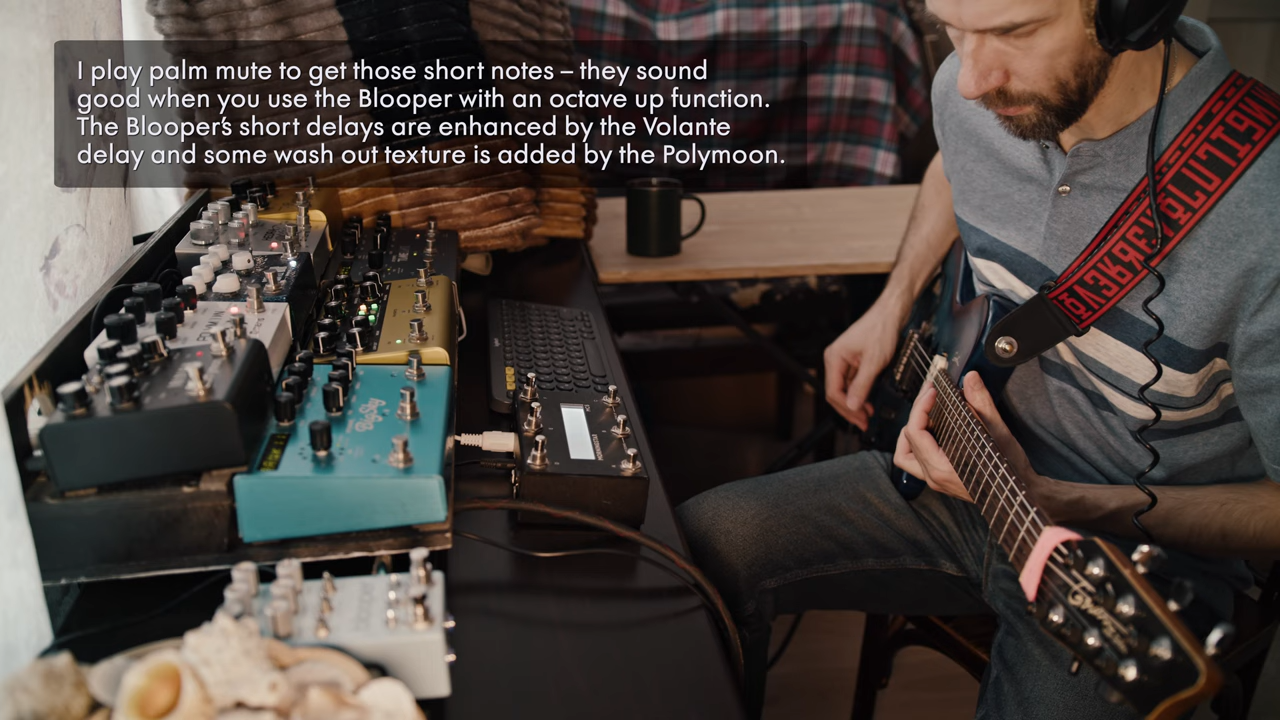 I play palm mute to get those short notes – they sound
good when you use the Blooper with an octave up function.
The Blooper's short delays are enhanced by the Volante
delay and some wash out texture is added by the Polymoon.